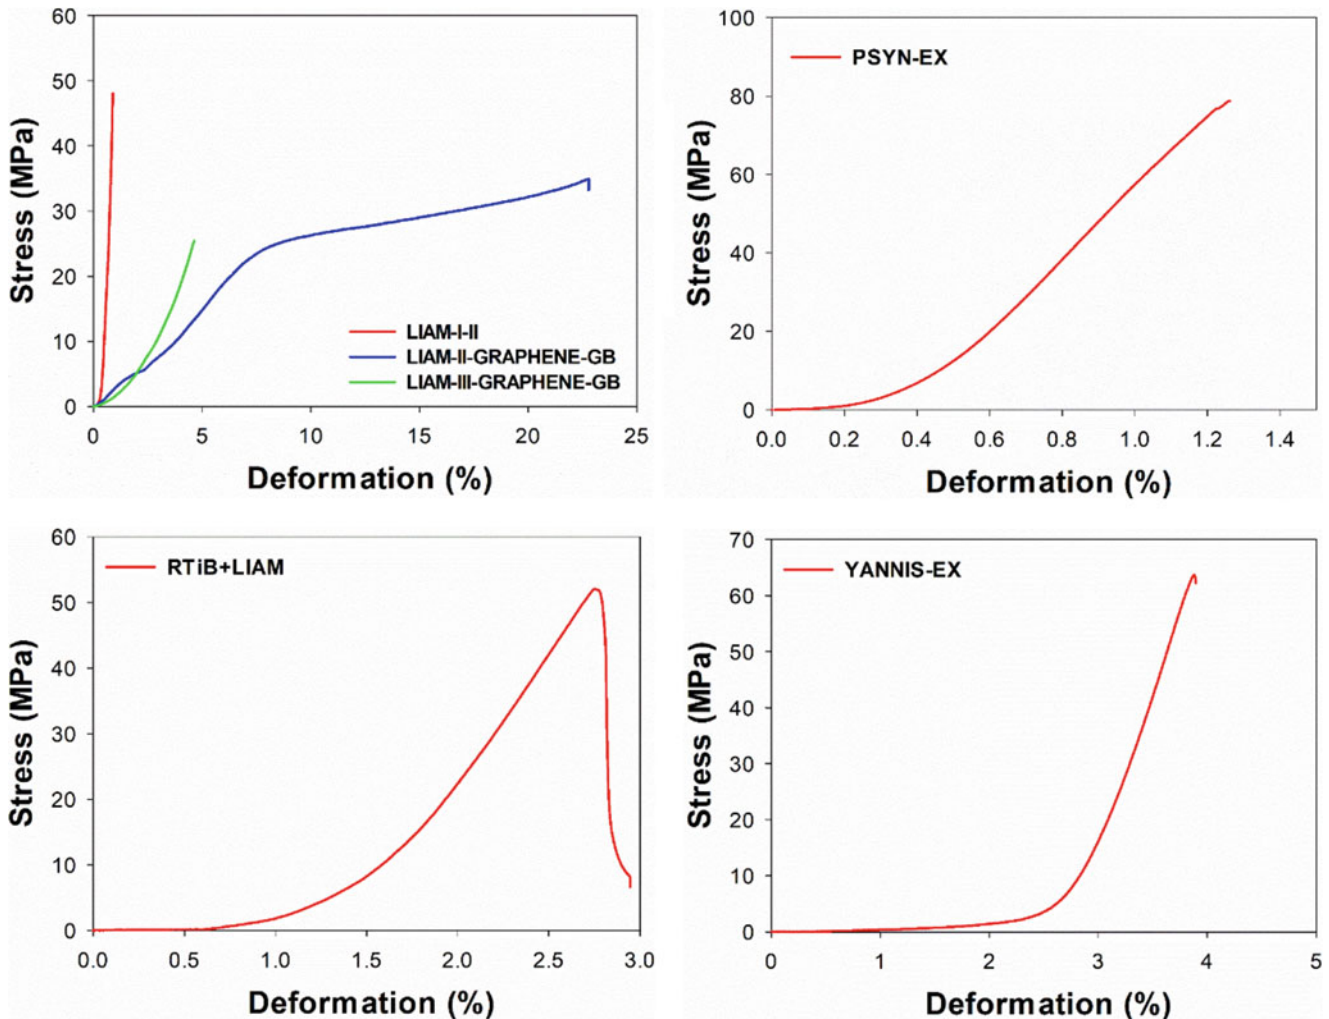 60
50
40
30
20
10
0
Stress (MPa)
LIAM-I-II
LIAM-II-GRAPHENE-GB
LIAM-III-GRAPHENE-GB
0 5 10 15 20 25
Deformation (%)
100
80
60
40
20
0
Stress (MPa)
PSYN-EX
0.0 0.2 0.4 0.6 0.8 1.0 1.2 1.4
Deformation (%)
60
50
40
30
20
10
0
Stress (MPa)
RTiB+LIAM
0.0 0.5 1.0 1.5 2.0 2.5 3.0
Deformation (%)
70
60
50
40
30
20
10
0
Stress (MPa)
YANNIS-EX
0 1 2 3 4 5
Deformation (%)